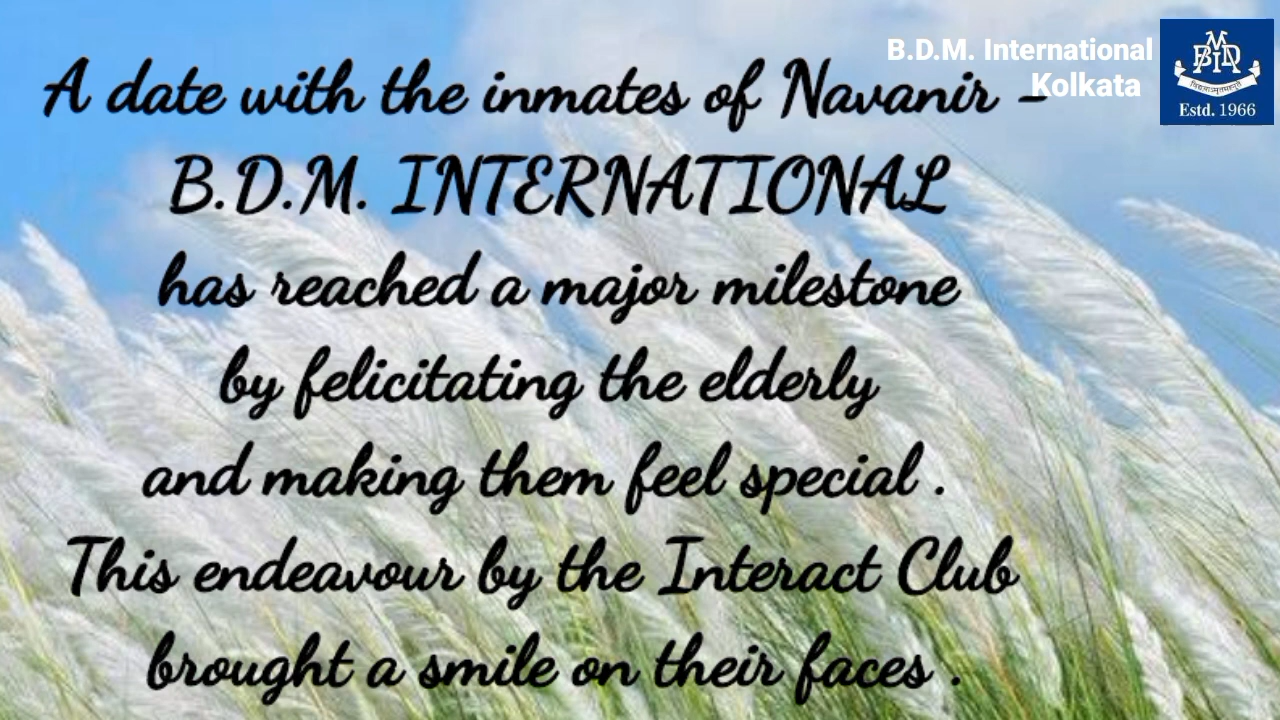 A date with the inmates of Navanir -
B.D.M. INTERNATIONAL
has reached a major milestone
by felicitating the elderly
and making them feel special .
This endeavour by the Interact Club
brought a smile on their faces .
B.D.M. International
Kolkata
BDMI
Estd. 1966